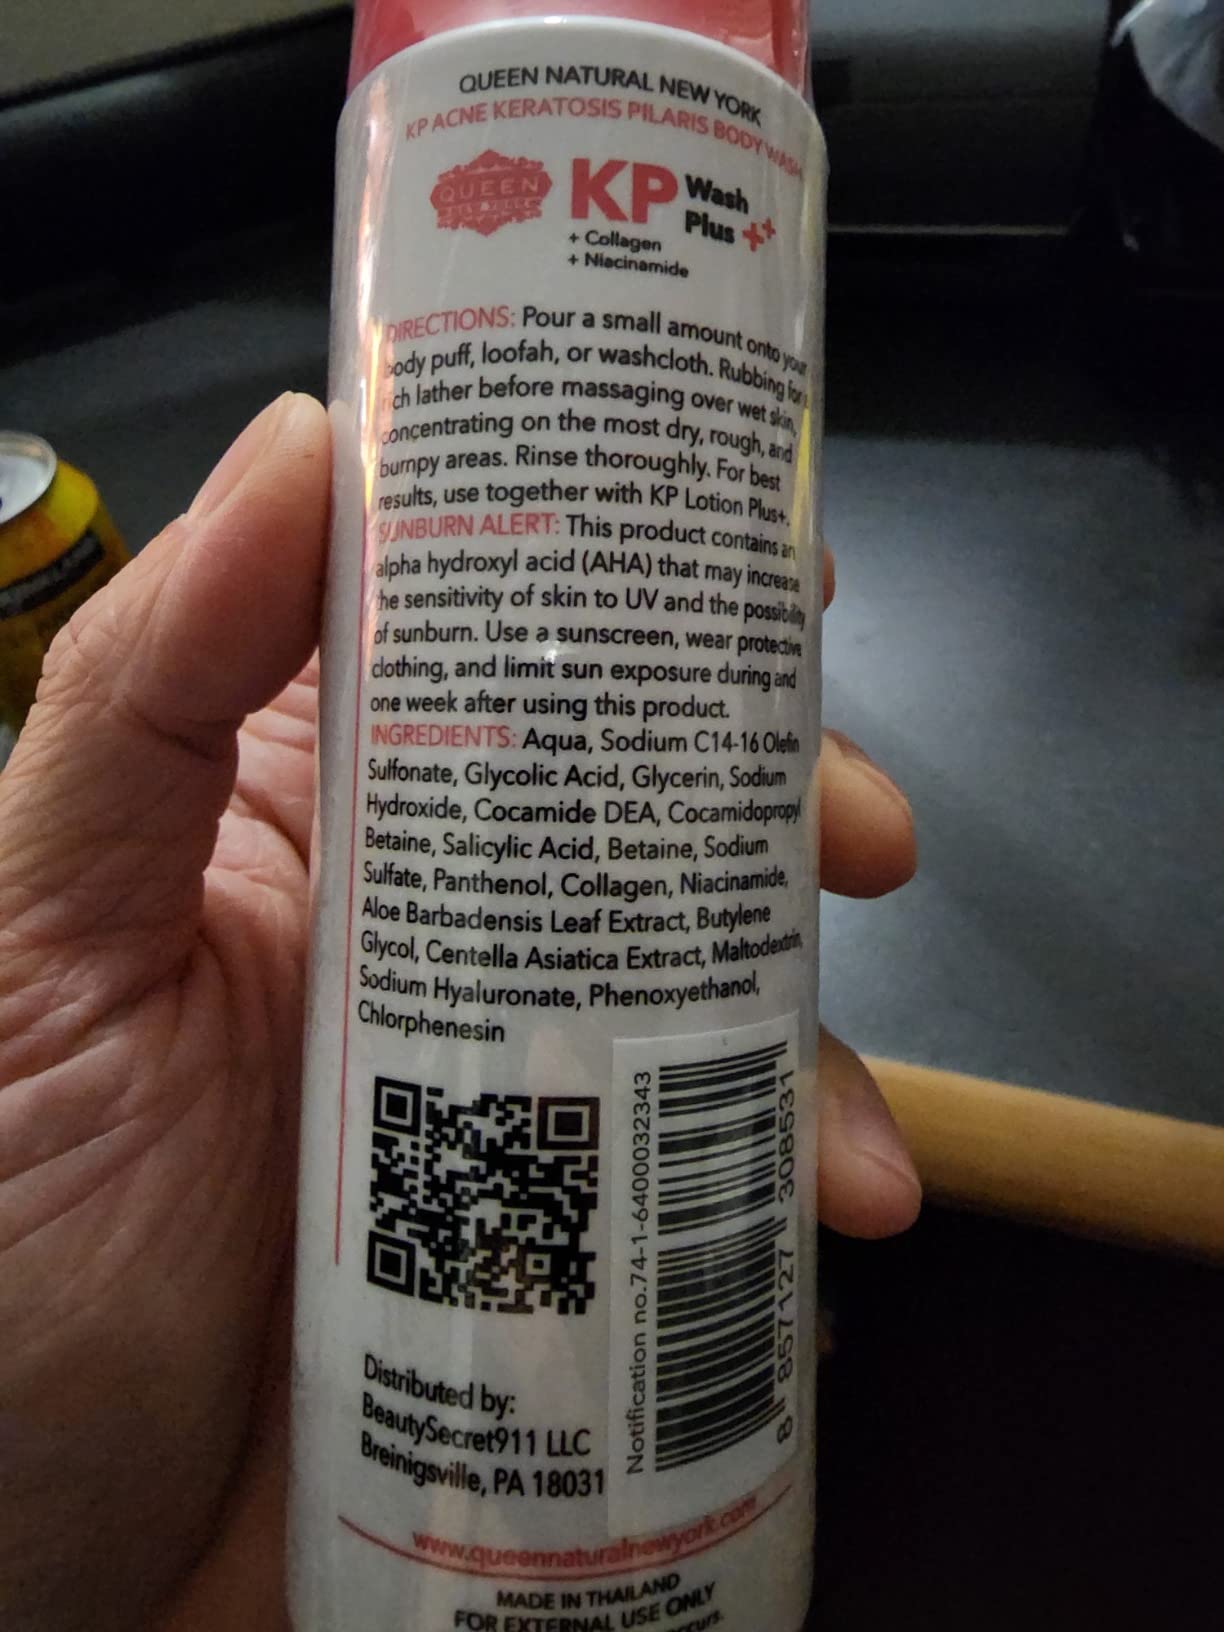 QUEEN NATURAL NEW YORK
KP ACNE KERATOSIS PILARIS BODY WASH
QUEEN
KP Wash
Plus ++
+ Collagen
+ Niacinamide
DIRECTIONS: Pour a small amount onto your
body puff, loofah, or washcloth. Rubbing for a
rich lather before massaging over wet skin,
concentrating on the most dry, rough, and
bumpy areas. Rinse thoroughly. For best
results, use together with KP Lotion Plus+.
SUNBURN ALERT: This product contains an
alpha hydroxyl acid (AHA) that may increase
the sensitivity of skin to UV and the possibility
of sunburn. Use a sunscreen, wear protective
clothing, and limit sun exposure during and
one week after using this product.
INGREDIENTS: Aqua, Sodium C14-16 Olefin
Sulfonate, Glycolic Acid, Glycerin, Sodium
Hydroxide, Cocamide DEA, Cocamidopropyl
Betaine, Salicylic Acid, Betaine, Sodium
Sulfate, Panthenol, Collagen, Niacinamide,
Aloe Barbadensis Leaf Extract, Butylene
Glycol, Centella Asiatica Extract, Maltodextrin,
Sodium Hyaluronate, Phenoxyethanol,
Chlorphenesin
Notification no.74-1-6400032343
8 857127 308531
Distributed by:
BeautySecret911 LLC
Breinigsville, PA 18031
www.queennaturalnewyork.com
MADE IN THAILAND
FOR EXTERNAL USE ONLY